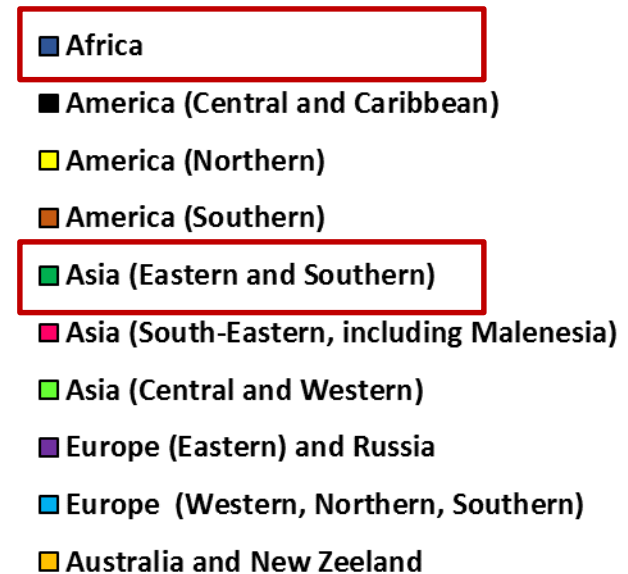 Africa
America (Central and Caribbean)
America (Northern)
America (Southern)
Asia (Eastern and Southern)
Asia (South-Eastern, including Malenesia)
Asia (Central and Western)
Europe (Eastern) and Russia
Europe (Western, Northern, Southern)
Australia and New Zeeland